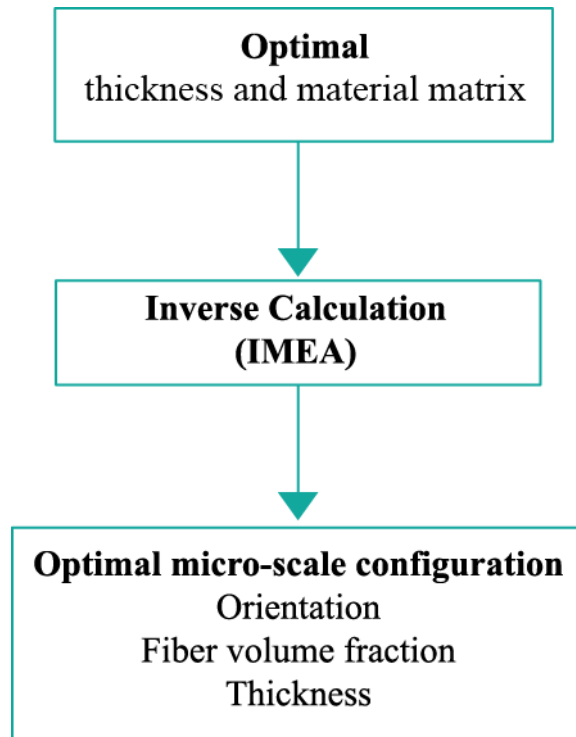 Optimal
thickness and material matrix
Inverse Calculation
(IMEA)
Optimal micro-scale configuration
Orientation
Fiber volume fraction
Thickness